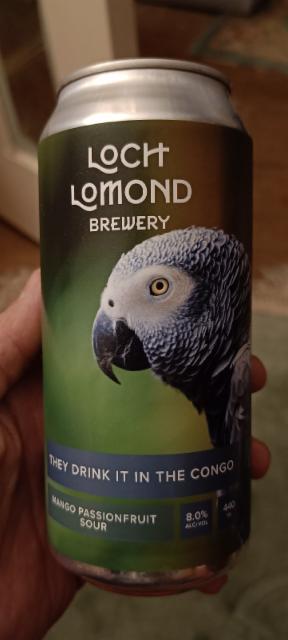 LOCH
LOMOND
BREWERY
THEY DRINK IT IN THE CONGO
MANGO PASSIONFRUIT
SOUR
8.0%
ALC/VOL
440